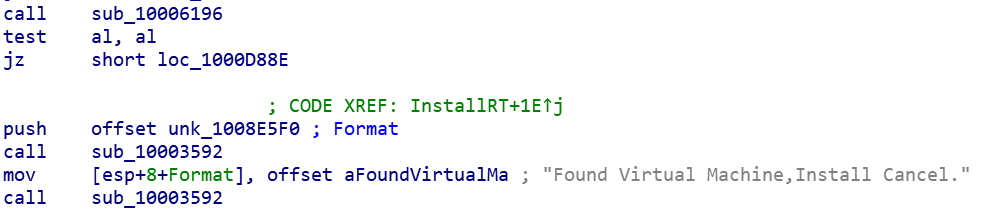 call sub_10006196
test al, al
jz short loc_1000D88E
; CODE XREF: InstallRT+1E↑j
push offset unk_1008E5F0 ; Format
call sub_10003592
mov [esp+8+Format], offset aFoundVirtualMa ; "Found Virtual Machine,Install Cancel."
call sub_10003592